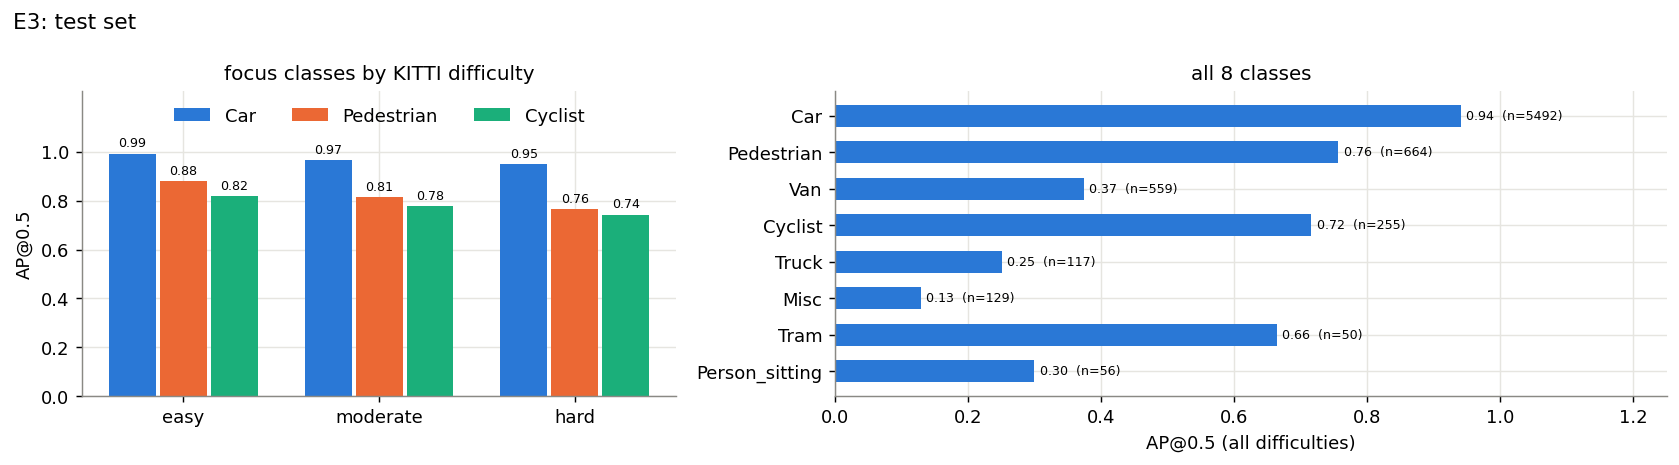 E3: test set
focus classes by KITTI difficulty
Car Pedestrian Cyclist
AP@0.5
1.0
0.8
0.6
0.4
0.2
0.0
0.99 0.88 0.82
0.97 0.81 0.78
0.95 0.76 0.74
easy moderate hard
all 8 classes
Car 0.94 (n=5492)
Pedestrian 0.76 (n=664)
Van 0.37 (n=559)
Cyclist 0.72 (n=255)
Truck 0.25 (n=117)
Misc 0.13 (n=129)
Tram 0.66 (n=50)
Person_sitting 0.30 (n=56)
0.0 0.2 0.4 0.6 0.8 1.0 1.2
AP@0.5 (all difficulties)